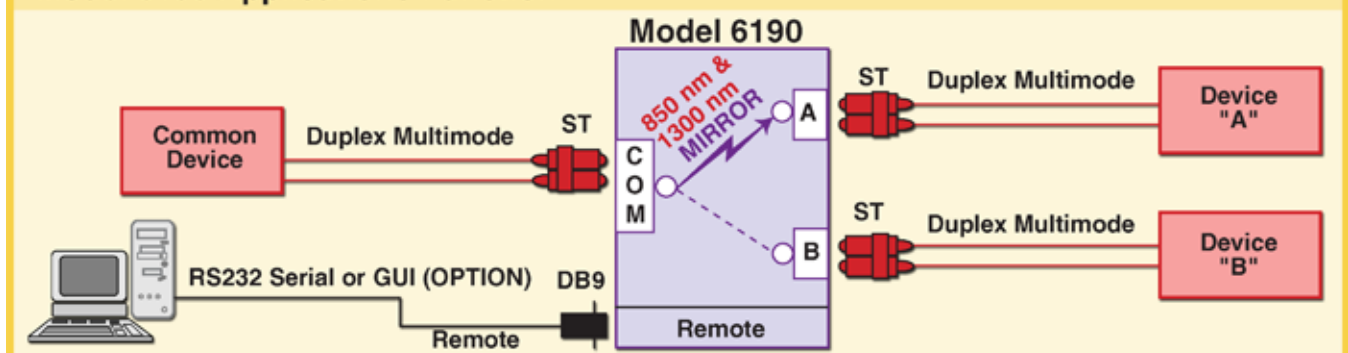 Model 6190
Common
Device
Duplex Multimode
ST
C
O
M
850 nm &
1300 nm
MIRROR
A
B
ST
Duplex Multimode
Device
"A"
ST
Duplex Multimode
Device
"B"
RS232 Serial or GUI (OPTION)
DB9
Remote
Remote